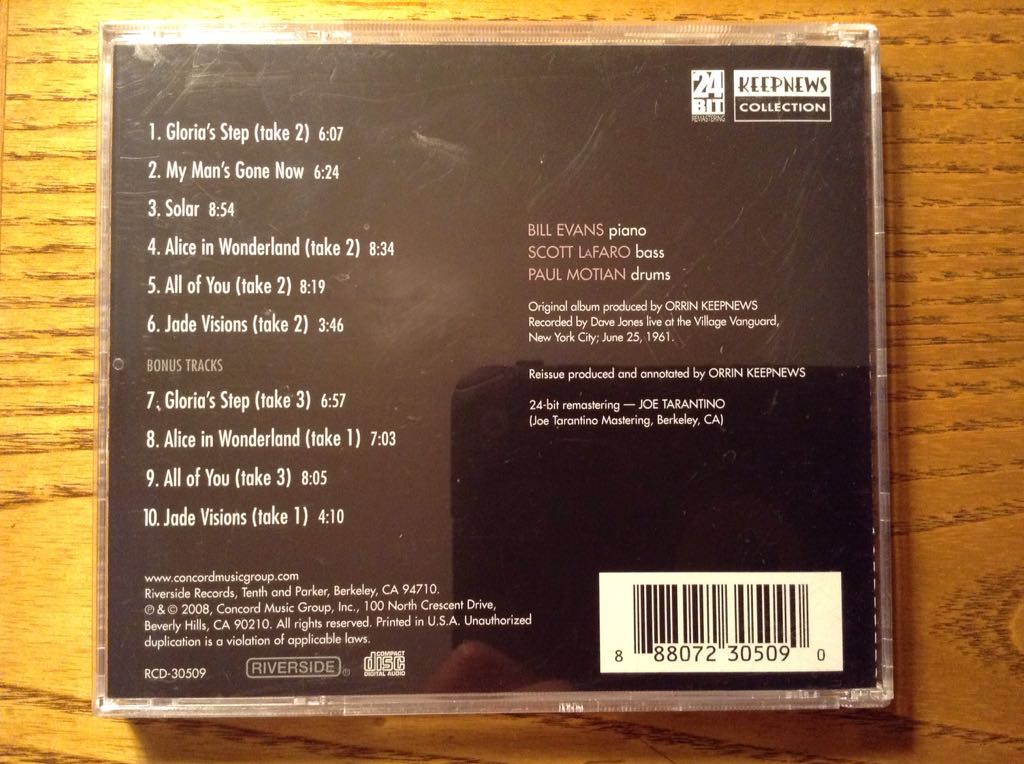 24
BIT
REMASTERING
KEEPNEWS
COLLECTION
1. Gloria's Step (take 2) 6:07
2. My Man's Gone Now 6:24
3. Solar 8:54
4. Alice in Wonderland (take 2) 8:34
5. All of You (take 2) 8:19
6. Jade Visions (take 2) 3:46
BONUS TRACKS
7. Gloria's Step (take 3) 6:57
8. Alice in Wonderland (take 1) 7:03
9. All of You (take 3) 8:05
10. Jade Visions (take 1) 4:10
BILL EVANS piano
SCOTT LAFARO bass
PAUL MOTIAN drums
Original album produced by ORRIN KEEPNEWS
Recorded by Dave Jones live at the Village Vanguard,
New York City; June 25, 1961.
Reissue produced and annotated by ORRIN KEEPNEWS
24-bit remastering — JOE TARANTINO
(Joe Tarantino Mastering, Berkeley, CA)
www.concordmusicgroup.com
Riverside Records, Tenth and Parker, Berkeley, CA 94710.
℗ & © 2008, Concord Music Group, Inc., 100 North Crescent Drive,
Beverly Hills, CA 90210. All rights reserved. Printed in U.S.A. Unauthorized
duplication is a violation of applicable laws.
RCD-30509
RIVERSIDE®
COMPACT
disc
DIGITAL AUDIO
8 88072 30509 0